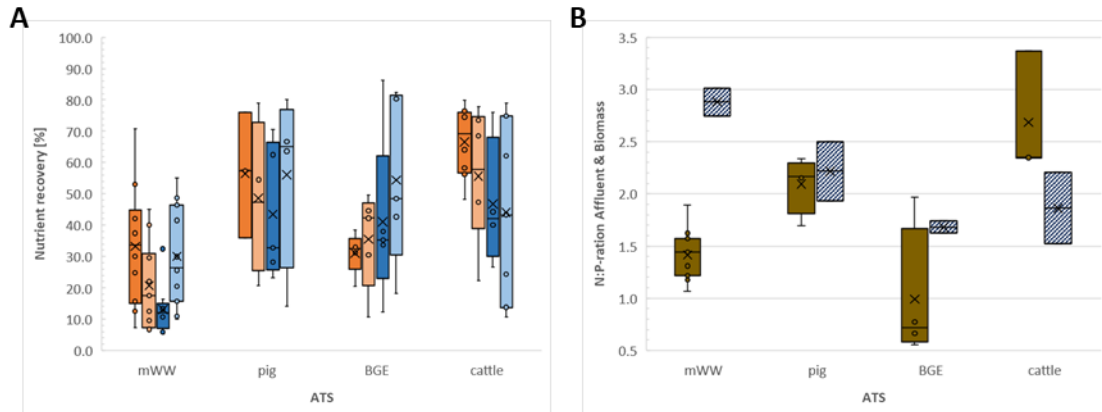 A
B
Nutrient recovery [%]
100.0
90.0
80.0
70.0
60.0
50.0
40.0
30.0
20.0
10.0
0.0
mWW pig BGE cattle
ATS
N:P-ration Affluent & Biomass
3.5
3.0
2.5
2.0
1.5
1.0
0.5
mWW pig BGE cattle
ATS